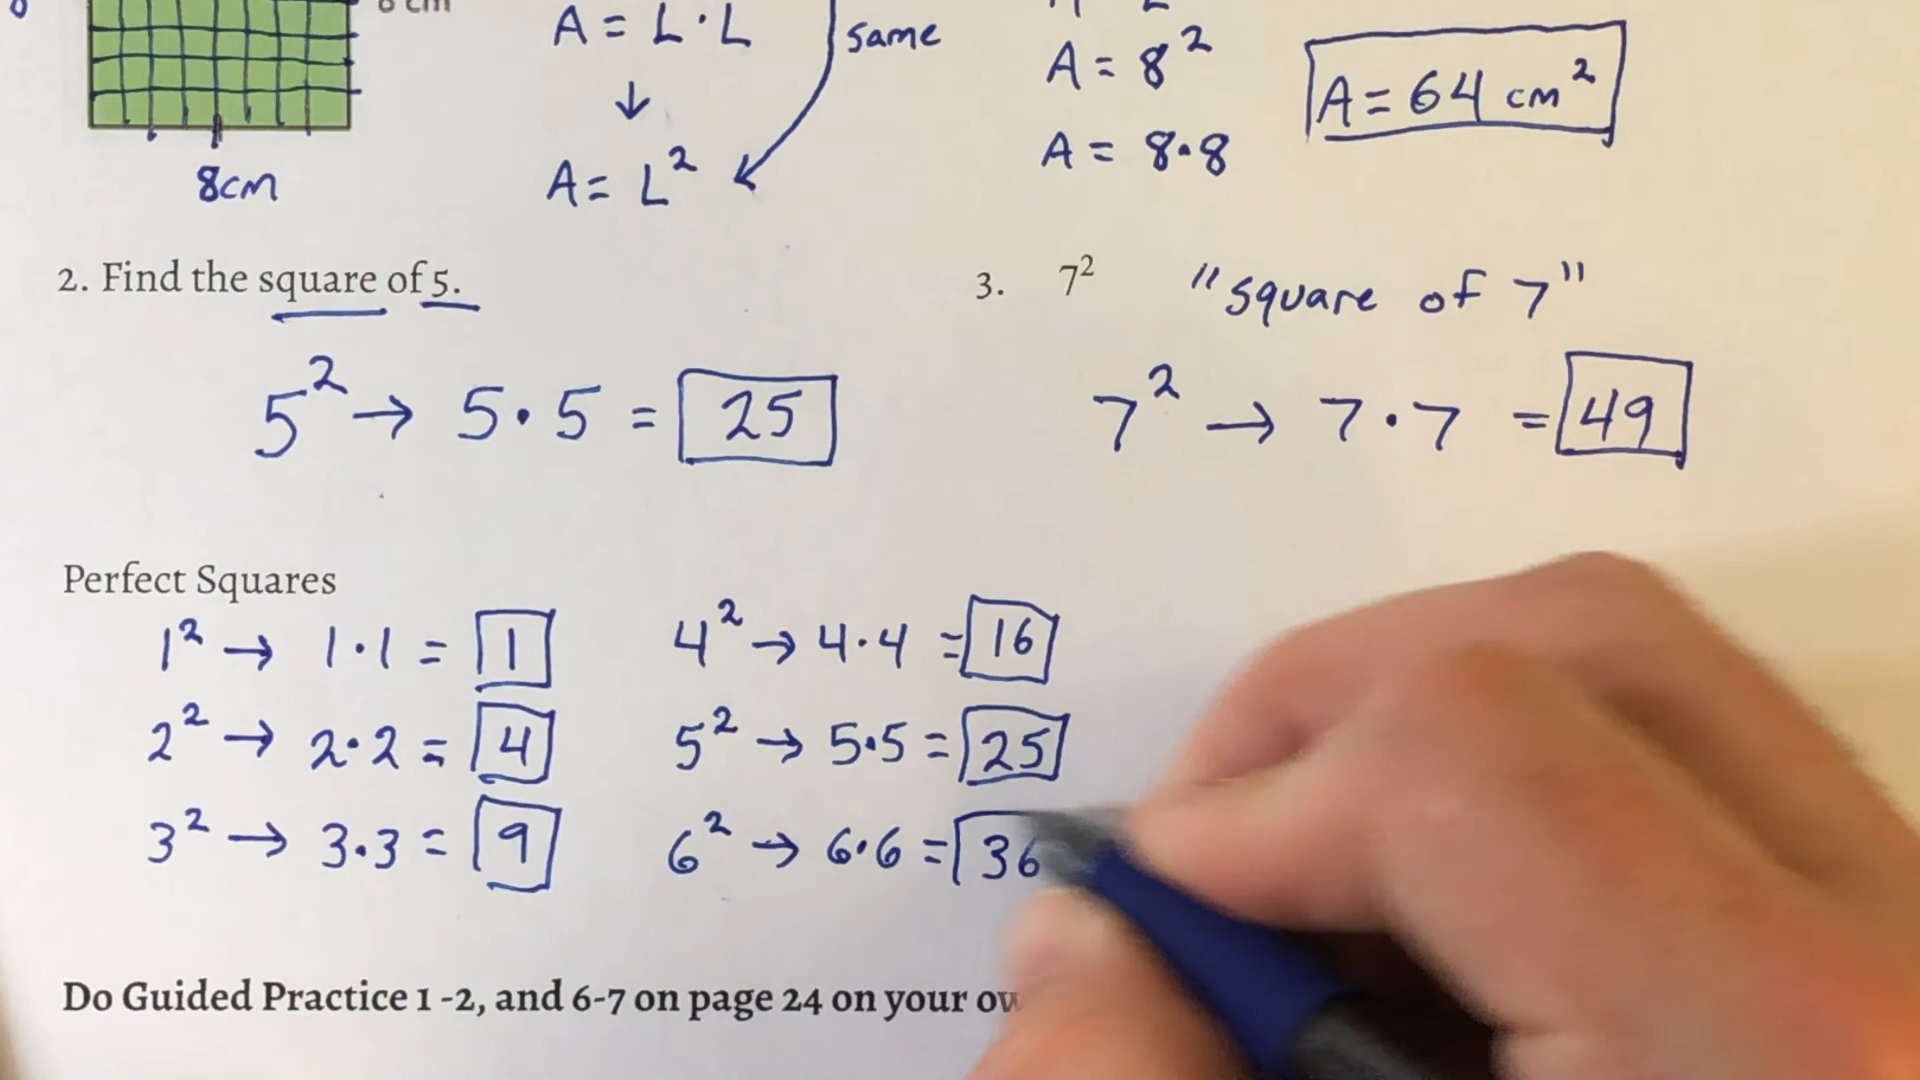 8 cm
A = L · L
same
A = 8²
A = 64 cm²
↓
A = 8·8
8cm
A = L²
2. Find the square of 5.
3. 7² "square of 7"
5² → 5·5 = 25
7² → 7·7 = 49
Perfect Squares
1² → 1·1 = 1
4² → 4·4 = 16
2² → 2·2 = 4
5² → 5·5 = 25
3² → 3·3 = 9
6² → 6·6 = 36
Do Guided Practice 1 -2, and 6-7 on page 24 on your